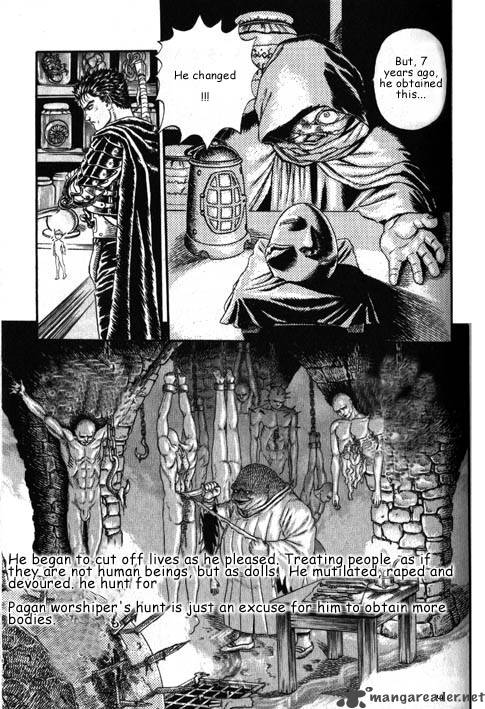 But, 7
years ago,
he obtained
this...
He changed
!!!
He began to cut off lives as he pleased. Treating people, as if
they are not human beings, but as dolls. He mutilated, raped and
devoured. he hunt for
Pagan worshiper's hunt is just an excuse for him to obtain more
bodies.
mangareader.net